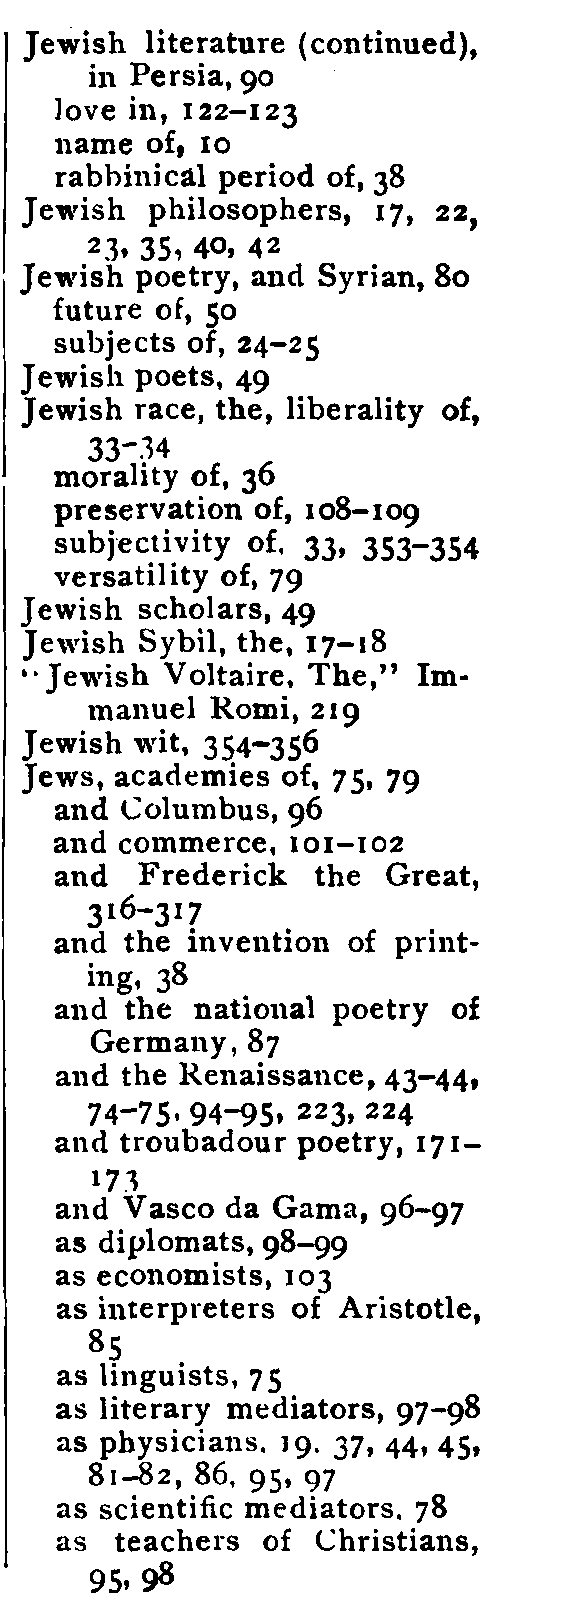 Jewish literature (continued),
in Persia, 90
love in, 122–123
name of, 10
rabbinical period of, 38
Jewish philosophers, 17, 22,
23, 35, 40, 42
Jewish poetry, and Syrian, 80
future of, 50
subjects of, 24–25
Jewish poets, 49
Jewish race, the, liberality of,
33–34
morality of, 36
preservation of, 108–109
subjectivity of, 33, 353–354
versatility of, 79
Jewish scholars, 49
Jewish Sybil, the, 17–18
"Jewish Voltaire, The," Im-
manuel Romi, 219
Jewish wit, 354–356
Jews, academies of, 75, 79
and Columbus, 96
and commerce, 101–102
and Frederick the Great,
316–317
and the invention of print-
ing, 38
and the national poetry of
Germany, 87
and the Renaissance, 43–44,
74–75, 94–95, 223, 224
and troubadour poetry, 171–
173
and Vasco da Gama, 96–97
as diplomats, 98–99
as economists, 103
as interpreters of Aristotle,
85
as linguists, 75
as literary mediators, 97–98
as physicians, 19, 37, 44, 45,
81–82, 86, 95, 97
as scientific mediators, 78
as teachers of Christians,
95, 98